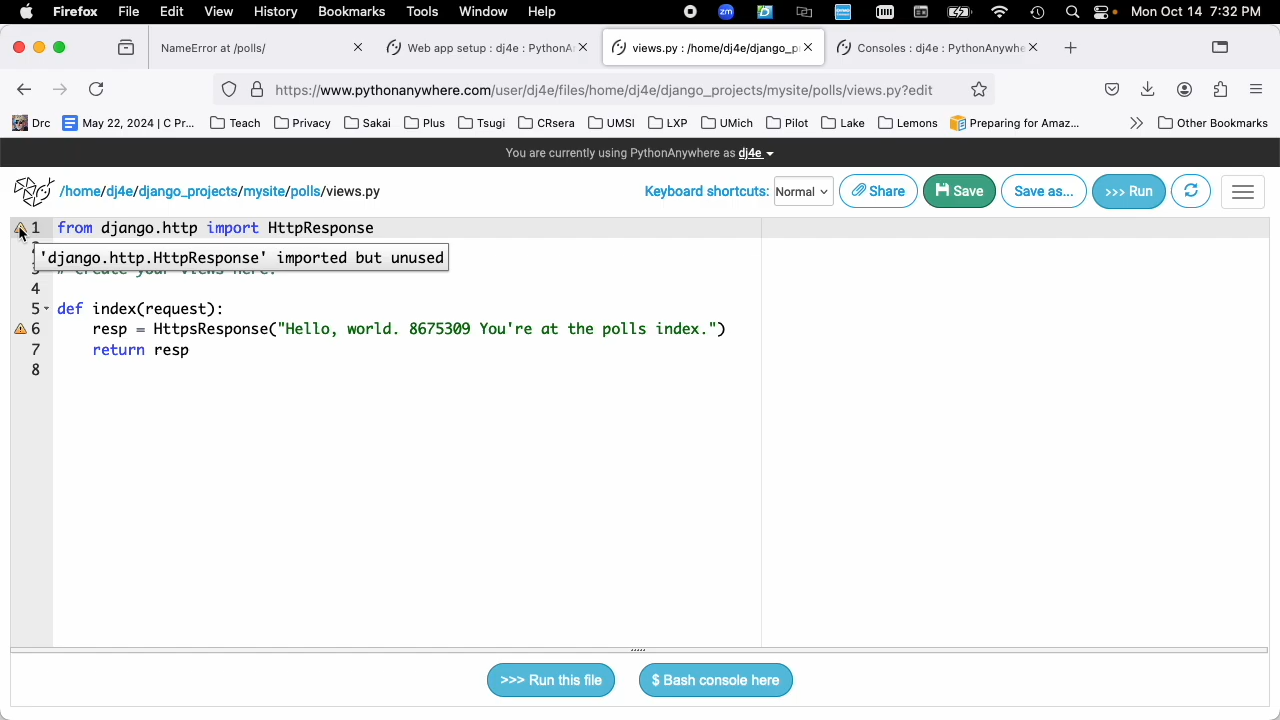 Firefox File Edit View History Bookmarks Tools Window Help zm Mon Oct 14 7:32 PM
NameError at /polls/ Web app setup : dj4e : PythonA views.py : /home/dj4e/django_p Consoles : dj4e : PythonAnywhe
https://www.pythonanywhere.com/user/dj4e/files/home/dj4e/django_projects/mysite/polls/views.py?edit
Drc May 22, 2024 | C Pr... Teach Privacy Sakai Plus Tsugi CRsera UMSI LXP UMich Pilot Lake Lemons Preparing for Amaz... Other Bookmarks
You are currently using PythonAnywhere as dj4e
/home/dj4e/django_projects/mysite/polls/views.py Keyboard shortcuts: Normal Share Save Save as... >>> Run
1 from django.http import HttpResponse
'django.http.HttpResponse' imported but unused
3 # Create your views here.
4
5 def index(request):
6 resp = HttpsResponse("Hello, world. 8675309 You're at the polls index.")
7 return resp
8
>>> Run this file $ Bash console here